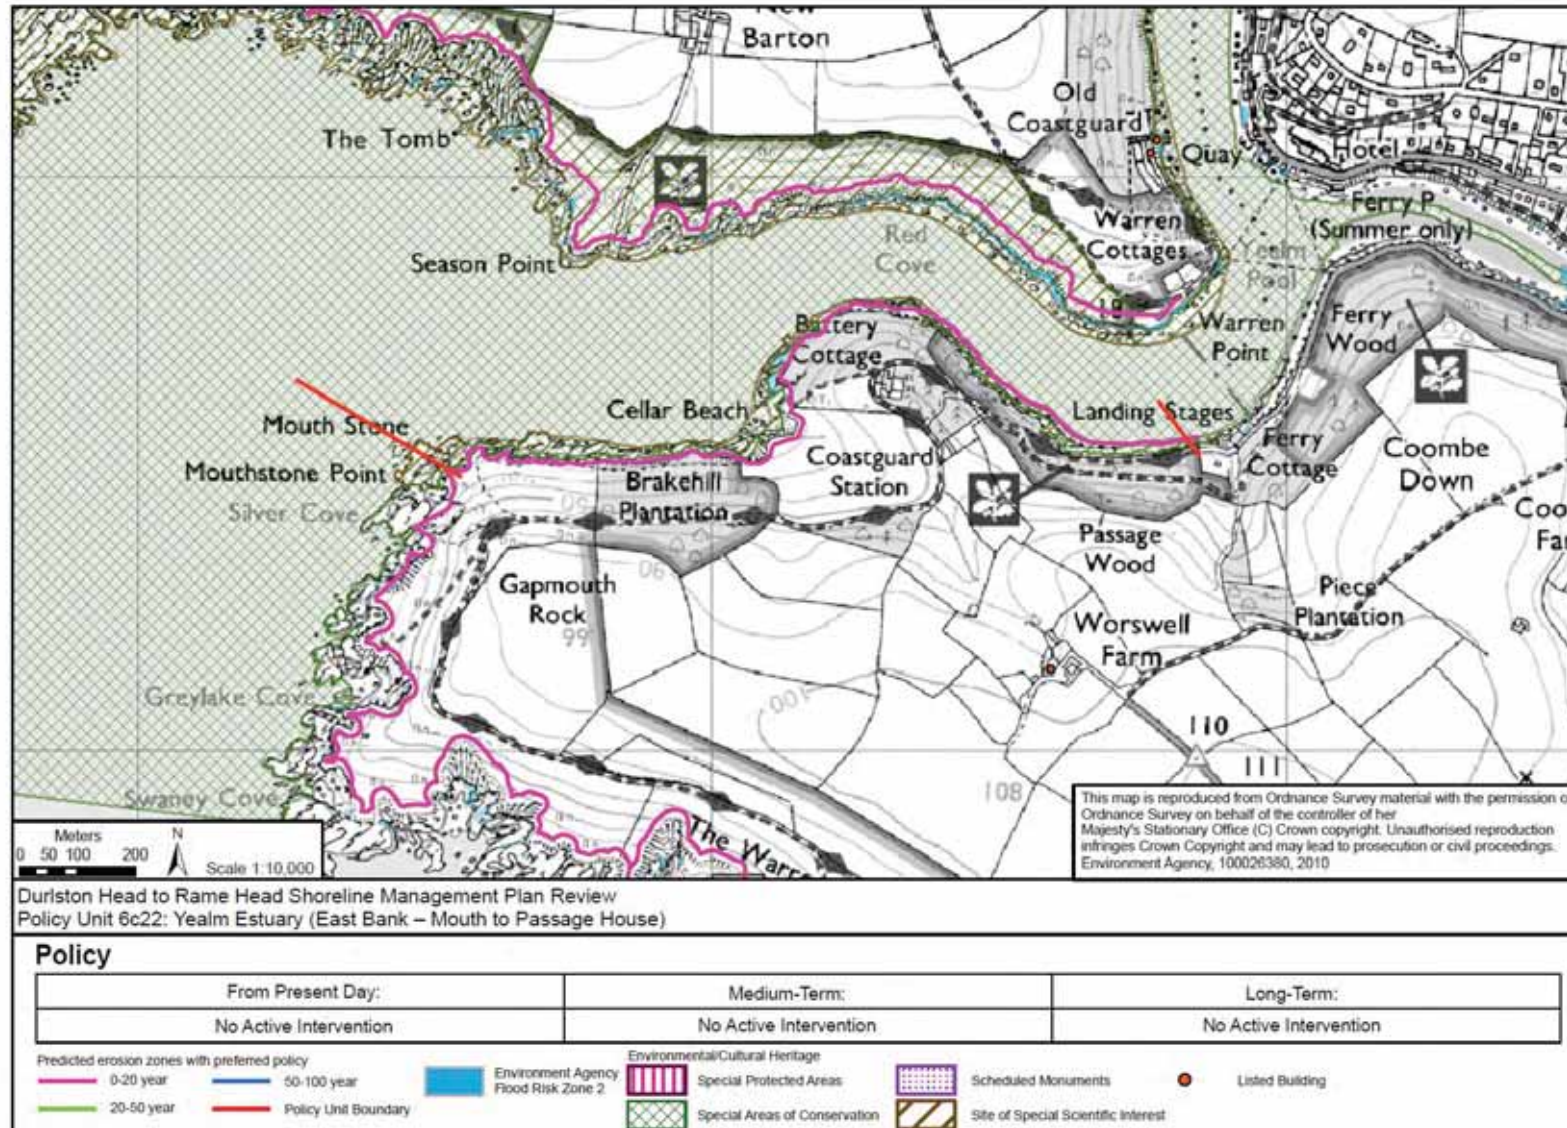 New
Barton
Old
Coastguard
The Tomb
Quay
Ferry P
(Summer only)
Warren
Cottages
Red
Cove
Season Point
Yealm
Pool
Warren
Point
Ferry
Wood
Battery
Cottage
Cellar Beach
Landing Stages
Mouth Stone
Mouthstone Point
Silver Cove
Brakehill
Plantation
Coastguard
Station
Ferry
Cottage
Coombe
Down
Passage
Wood
Gapmouth
Rock
90
99
Piece
Plantation
Worswell
Farm
Greylake Cove
100
110
111
108
Swaney Cove
The Warre
Meters
0 50 100 200
N
Scale 1:10,000
This map is reproduced from Ordnance Survey material with the permission o
Ordnance Survey on behalf of the controller of her
Majesty's Stationary Office (C) Crown copyright. Unauthorised reproduction
infringes Crown Copyright and may lead to prosecution or civil proceedings.
Environment Agency, 100026380, 2010
Durlston Head to Rame Head Shoreline Management Plan Review
Policy Unit 6c22: Yealm Estuary (East Bank – Mouth to Passage House)
Policy
From Present Day: Medium-Term: Long-Term:
No Active Intervention No Active Intervention No Active Intervention
Predicted erosion zones with preferred policy
0-20 year
50-100 year
20-50 year
Policy Unit Boundary
Environment Agency
Flood Risk Zone 2
Environmental/Cultural Heritage
Special Protected Areas
Scheduled Monuments
Listed Building
Special Areas of Conservation
Site of Special Scientific Interest